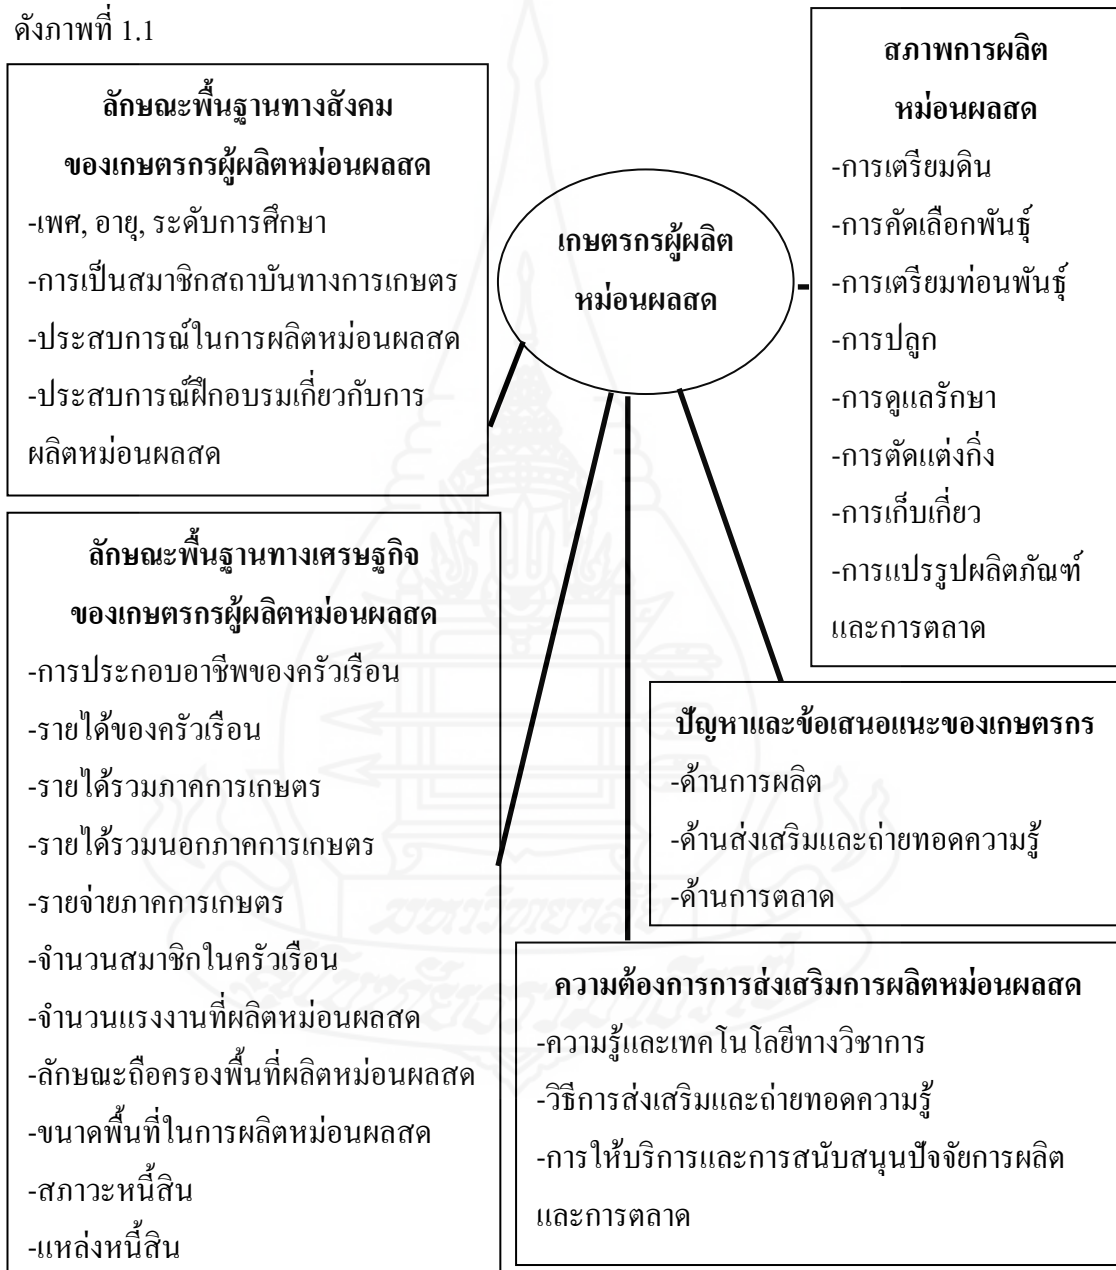 ดังภาพที่ 1.1
ลักษณะพื้นฐานทางสังคม
ของเกษตรกรผู้ผลิตหม่อนผลสด
-เพศ, อายุ, ระดับการศึกษา
-การเป็นสมาชิกสถาบันทางการเกษตร
-ประสบการณ์ในการผลิตหม่อนผลสด
-ประสบการณ์ฝึกอบรมเกี่ยวกับการ
ผลิตหม่อนผลสด
เกษตรกรผู้ผลิต
หม่อนผลสด
สภาพการผลิต
หม่อนผลสด
-การเตรียมดิน
-การคัดเลือกพันธุ์
-การเตรียมท่อนพันธุ์
-การปลูก
-การดูแลรักษา
-การตัดแต่งกิ่ง
-การเก็บเกี่ยว
-การแปรรูปผลิตภัณฑ์
และการตลาด
ลักษณะพื้นฐานทางเศรษฐกิจ
ของเกษตรกรผู้ผลิตหม่อนผลสด
-การประกอบอาชีพของครัวเรือน
-รายได้ของครัวเรือน
-รายได้รวมภาคการเกษตร
-รายได้รวมนอกภาคการเกษตร
-รายจ่ายภาคการเกษตร
-จำนวนสมาชิกในครัวเรือน
-จำนวนแรงงานที่ผลิตหม่อนผลสด
-ลักษณะถือครองพื้นที่ผลิตหม่อนผลสด
-ขนาดพื้นที่ในการผลิตหม่อนผลสด
-สภาวะหนี้สิน
-แหล่งหนี้สิน
ปัญหาและข้อเสนอแนะของเกษตรกร
-ด้านการผลิต
-ด้านส่งเสริมและถ่ายทอดความรู้
-ด้านการตลาด
ความต้องการการส่งเสริมการผลิตหม่อนผลสด
-ความรู้และเทคโนโลยีทางวิชาการ
-วิธีการส่งเสริมและถ่ายทอดความรู้
-การให้บริการและการสนับสนุนปัจจัยการผลิต
และการตลาด
มหาวิทยาลัย
สุโขทัยธรรมาธิราช